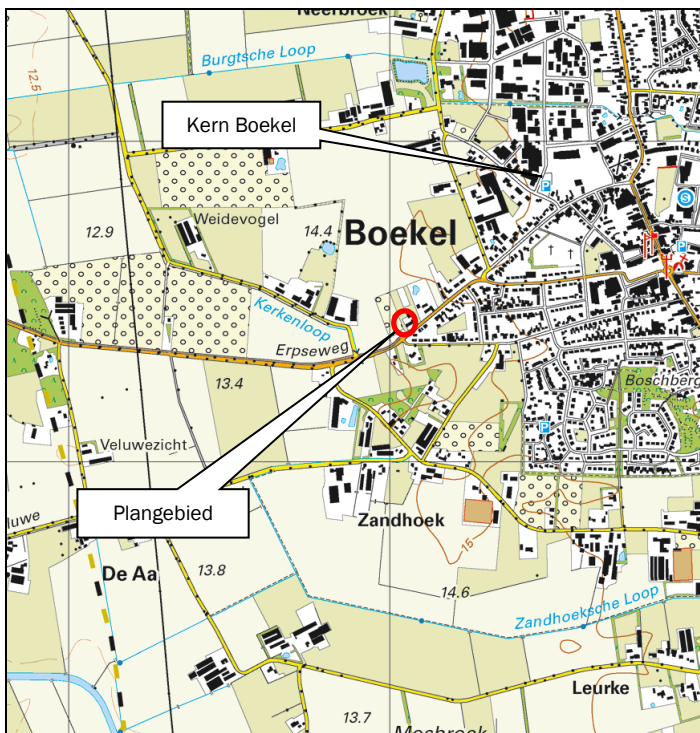 Neerbroek
Burgtsche Loop
12.5
Kern Boekel
P
Weidevogel
S
14.4
Boekel
12.9
P
Kerkenloop
Erpseweg
13.4
Boschberg
P
Veluwezicht
Plangebied
luwe
Zandhoek
15
De Aa
13.8
14.6
Zandhoeksche Loop
Leurke
13.7
Mosbroek